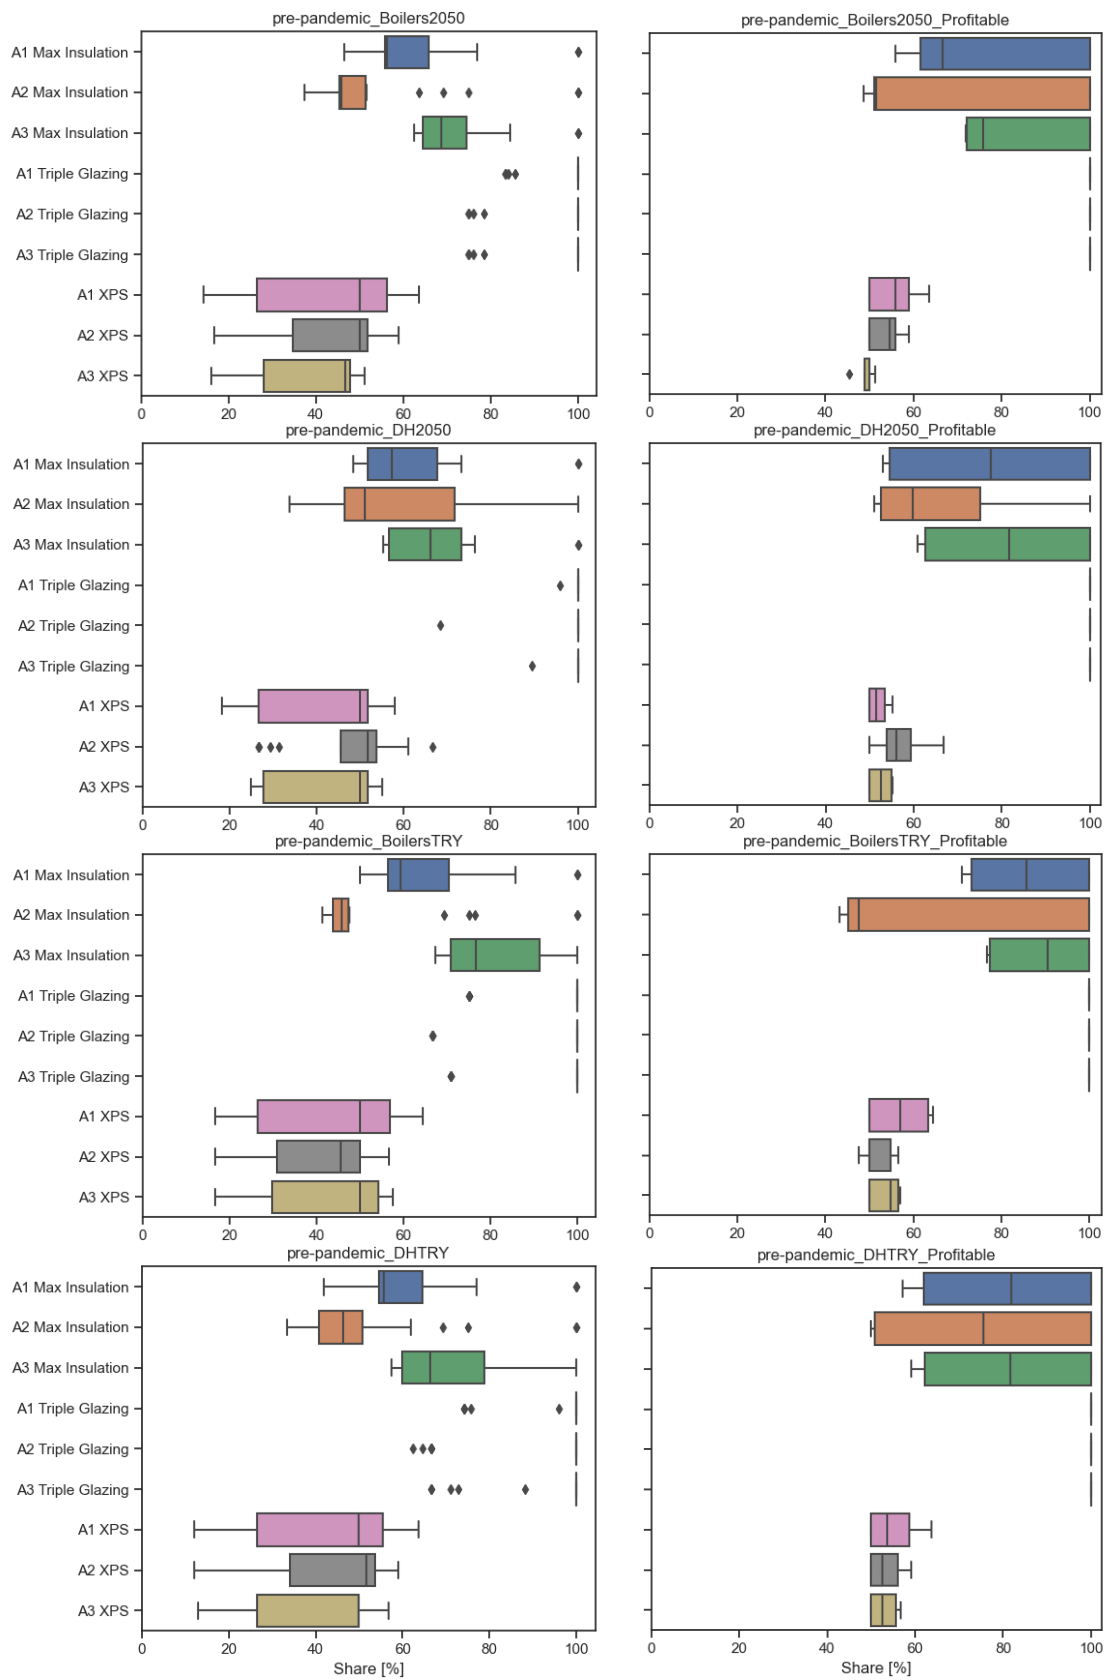 pre-pandemic_Boilers2050
pre-pandemic_Boilers2050_Profitable
A1 Max Insulation
A2 Max Insulation
A3 Max Insulation
A1 Triple Glazing
A2 Triple Glazing
A3 Triple Glazing
A1 XPS
A2 XPS
A3 XPS
0 20 40 60 80 100
0 20 40 60 80 100
pre-pandemic_DH2050
pre-pandemic_DH2050_Profitable
A1 Max Insulation
A2 Max Insulation
A3 Max Insulation
A1 Triple Glazing
A2 Triple Glazing
A3 Triple Glazing
A1 XPS
A2 XPS
A3 XPS
0 20 40 60 80 100
0 20 40 60 80 100
pre-pandemic_BoilersTRY
pre-pandemic_BoilersTRY_Profitable
A1 Max Insulation
A2 Max Insulation
A3 Max Insulation
A1 Triple Glazing
A2 Triple Glazing
A3 Triple Glazing
A1 XPS
A2 XPS
A3 XPS
0 20 40 60 80 100
0 20 40 60 80 100
pre-pandemic_DHTRY
pre-pandemic_DHTRY_Profitable
A1 Max Insulation
A2 Max Insulation
A3 Max Insulation
A1 Triple Glazing
A2 Triple Glazing
A3 Triple Glazing
A1 XPS
A2 XPS
A3 XPS
0 20 40 60 80 100
0 20 40 60 80 100
Share [%]
Share [%]